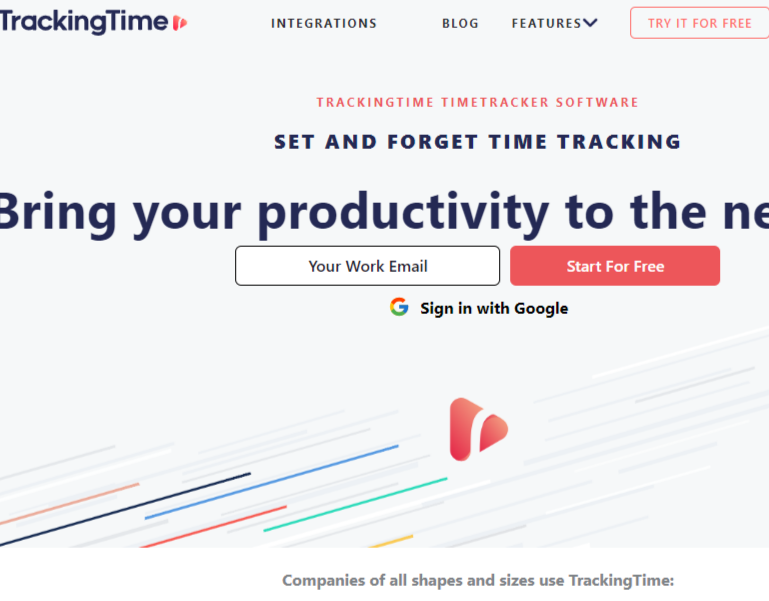 TrackingTime
INTEGRATIONS BLOG FEATURES TRY IT FOR FREE
TRACKINGTIME TIMETRACKER SOFTWARE
SET AND FORGET TIME TRACKING
Bring your productivity to the ne
Your Work Email Start For Free
Sign in with Google
Companies of all shapes and sizes use TrackingTime: